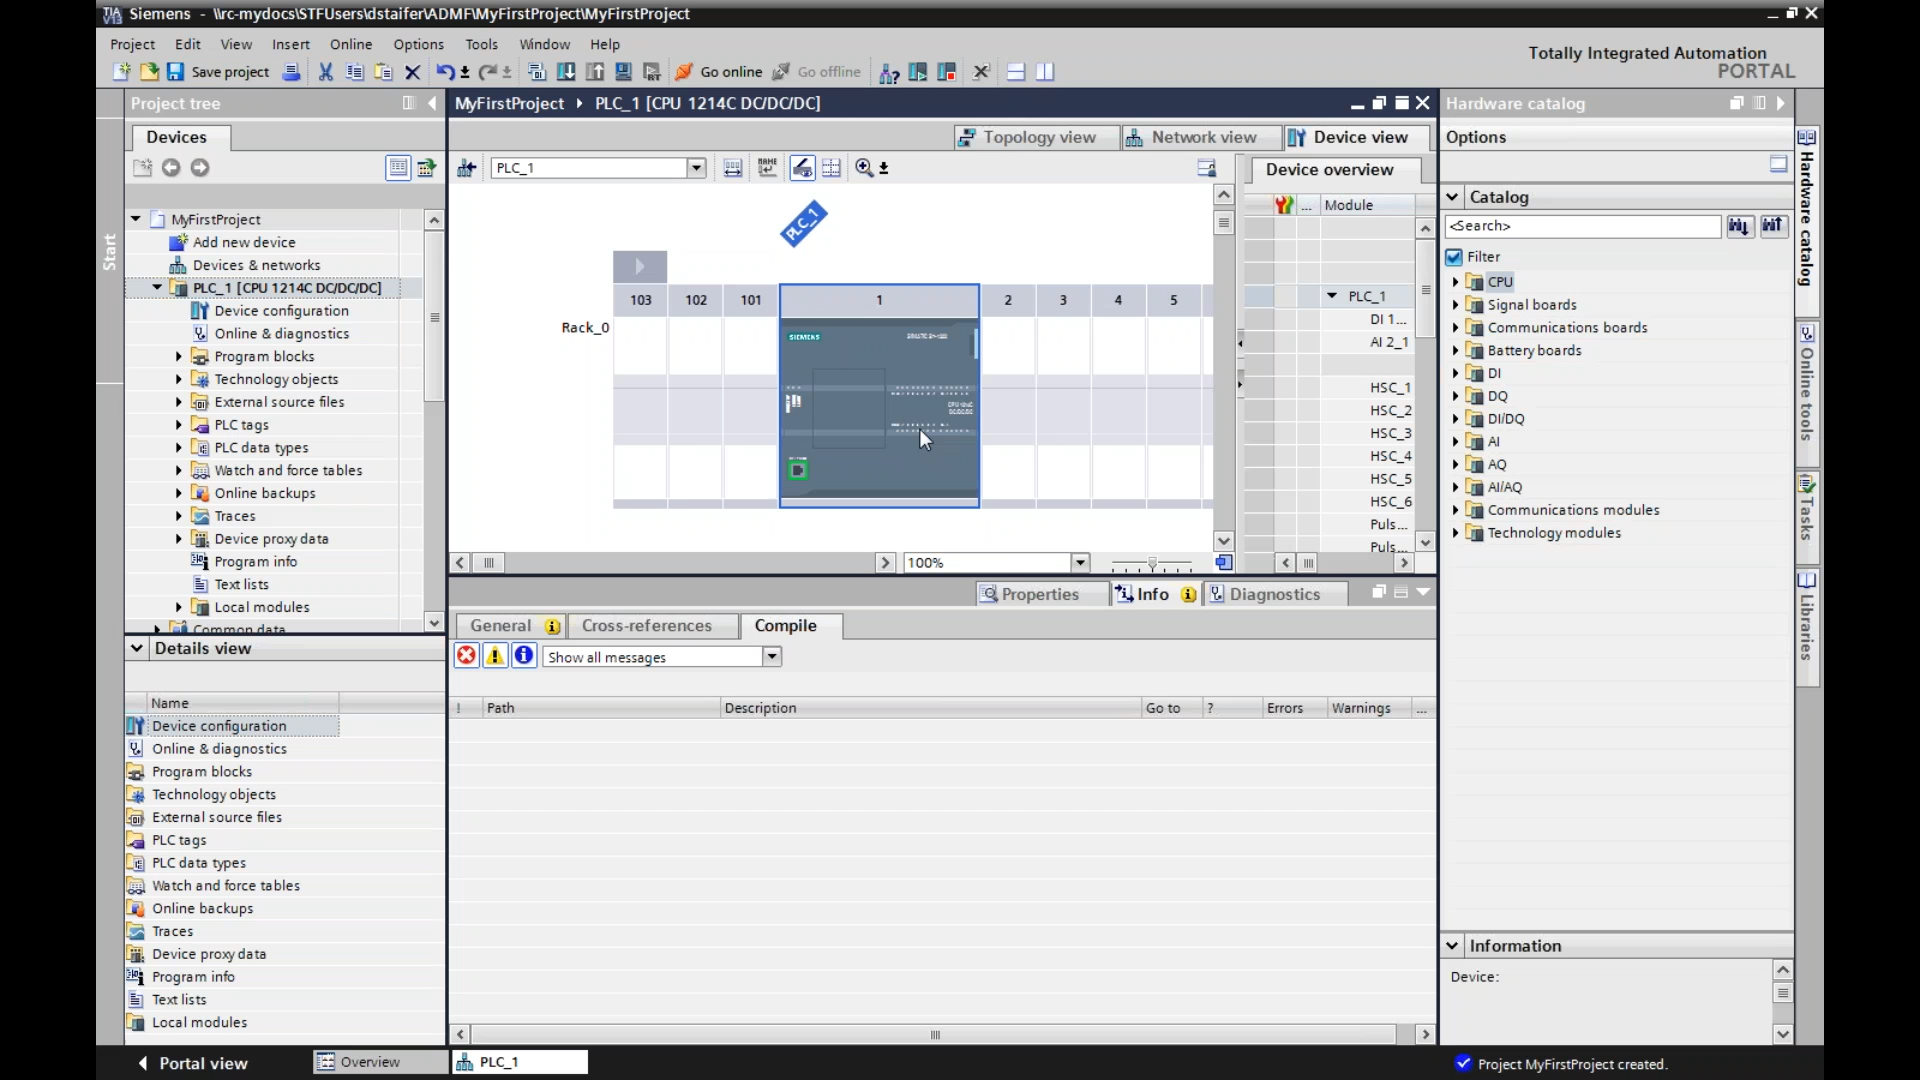 Siemens - \\rc-mydocs\STFUsers\dstaifer\ADMF\MyFirstProject\MyFirstProject
Project Edit View Insert Online Options Tools Window Help
Totally Integrated Automation
PORTAL
Save project
Go online
Go offline
Project tree
MyFirstProject ▸ PLC_1 [CPU 1214C DC/DC/DC]
Hardware catalog
Devices
Topology view
Network view
Device view
Options
Start
PLC_1
Device overview
... Module
MyFirstProject
Add new device
Devices & networks
PLC_1 [CPU 1214C DC/DC/DC]
Device configuration
Online & diagnostics
Program blocks
Technology objects
External source files
PLC tags
PLC data types
Watch and force tables
Online backups
Traces
Device proxy data
Program info
Text lists
Local modules
Common data
PLC_1
103 102 101 1 2 3 4 5
Rack_0
SIEMENS
100%
PLC_1
DI 1...
AI 2_1
HSC_1
HSC_2
HSC_3
HSC_4
HSC_5
HSC_6
Puls...
Puls...
Catalog
<Search>
Filter
CPU
Signal boards
Communications boards
Battery boards
DI
DQ
DI/DQ
AI
AQ
AI/AQ
Communications modules
Technology modules
Hardware catalog
Online tools
Tasks
Libraries
Properties
Info
Diagnostics
General
Cross-references
Compile
Show all messages
! Path Description Go to ? Errors Warnings ...
Details view
Name
Device configuration
Online & diagnostics
Program blocks
Technology objects
External source files
PLC tags
PLC data types
Watch and force tables
Online backups
Traces
Device proxy data
Program info
Text lists
Local modules
Information
Device:
Portal view
Overview
PLC_1
Project MyFirstProject created.